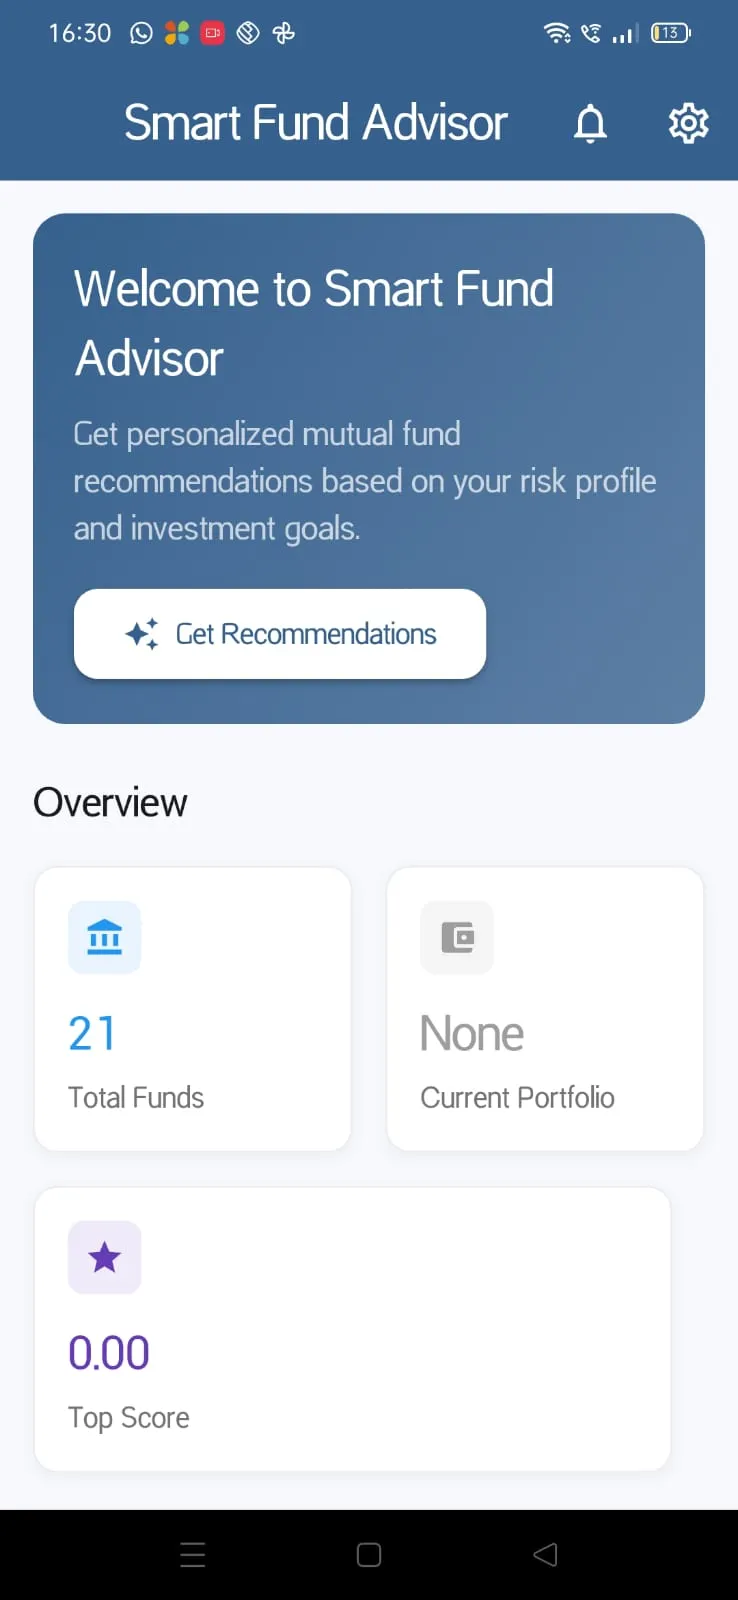 16:30
13
Smart Fund Advisor
Welcome to Smart Fund
Advisor
Get personalized mutual fund
recommendations based on your risk profile
and investment goals.
Get Recommendations
Overview
21
Total Funds
None
Current Portfolio
0.00
Top Score